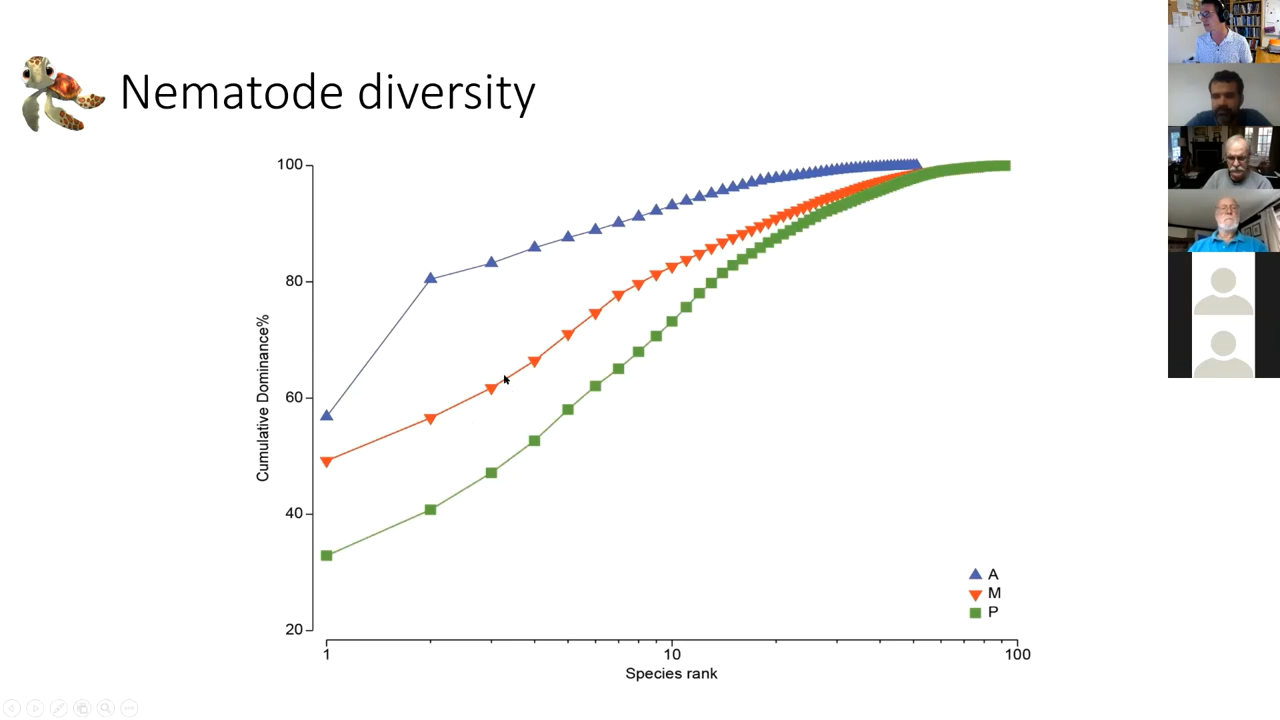 Nematode diversity
100
80
60
40
20
Cumulative Dominance%
1
10
100
Species rank
A
M
P